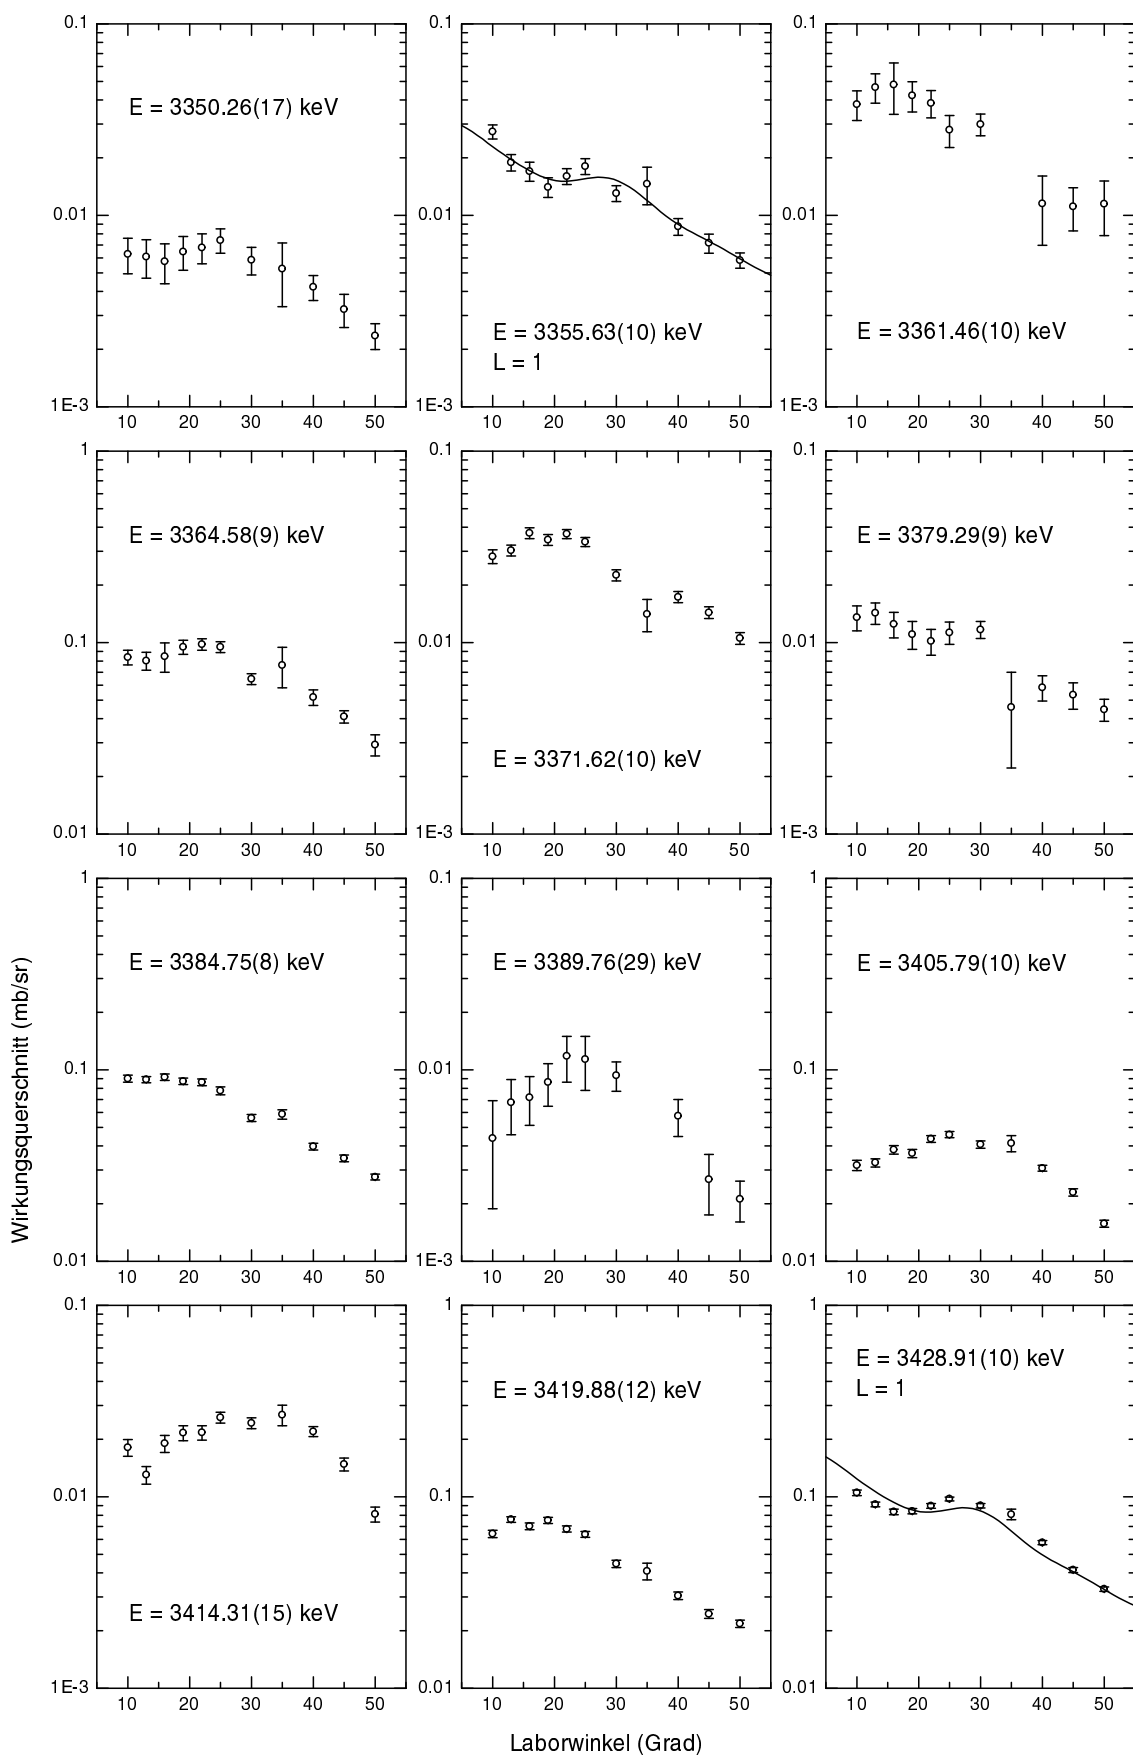 0.1
0.01
1E-3
10 20 30 40 50
E = 3350.26(17) keV
0.1
0.01
1E-3
10 20 30 40 50
E = 3355.63(10) keV
L = 1
0.1
0.01
1E-3
10 20 30 40 50
E = 3361.46(10) keV
1
0.1
0.01
10 20 30 40 50
E = 3364.58(9) keV
0.1
0.01
1E-3
10 20 30 40 50
E = 3371.62(10) keV
0.1
0.01
1E-3
10 20 30 40 50
E = 3379.29(9) keV
Wirkungsquerschnitt (mb/sr)
1
0.1
0.01
10 20 30 40 50
E = 3384.75(8) keV
0.1
0.01
1E-3
10 20 30 40 50
E = 3389.76(29) keV
1
0.1
0.01
10 20 30 40 50
E = 3405.79(10) keV
0.1
0.01
1E-3
10 20 30 40 50
E = 3414.31(15) keV
1
0.1
0.01
10 20 30 40 50
E = 3419.88(12) keV
1
0.1
0.01
10 20 30 40 50
E = 3428.91(10) keV
L = 1
Laborwinkel (Grad)